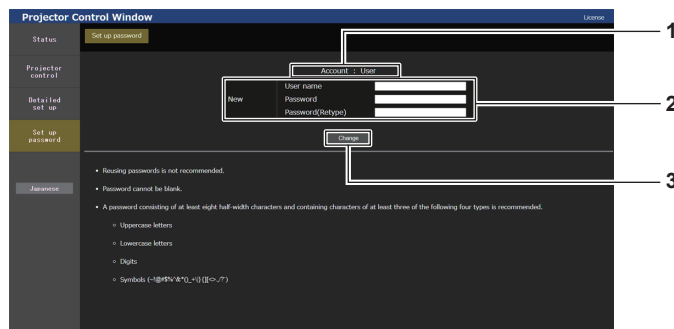 Projector Control Window
License
Status
Set up password
1
Projector
control
Account : User
User name
New
Password
2
Password(Retype)
Detailed
set up
Set up
password
Change
Japanese
3
• Reusing passwords is not recommended.
• Password cannot be blank.
• A password consisting of at least eight half-width characters and containing characters of at least three of the following four types is recommended.
○ Uppercase letters
○ Lowercase letters
○ Digits
○ Symbols